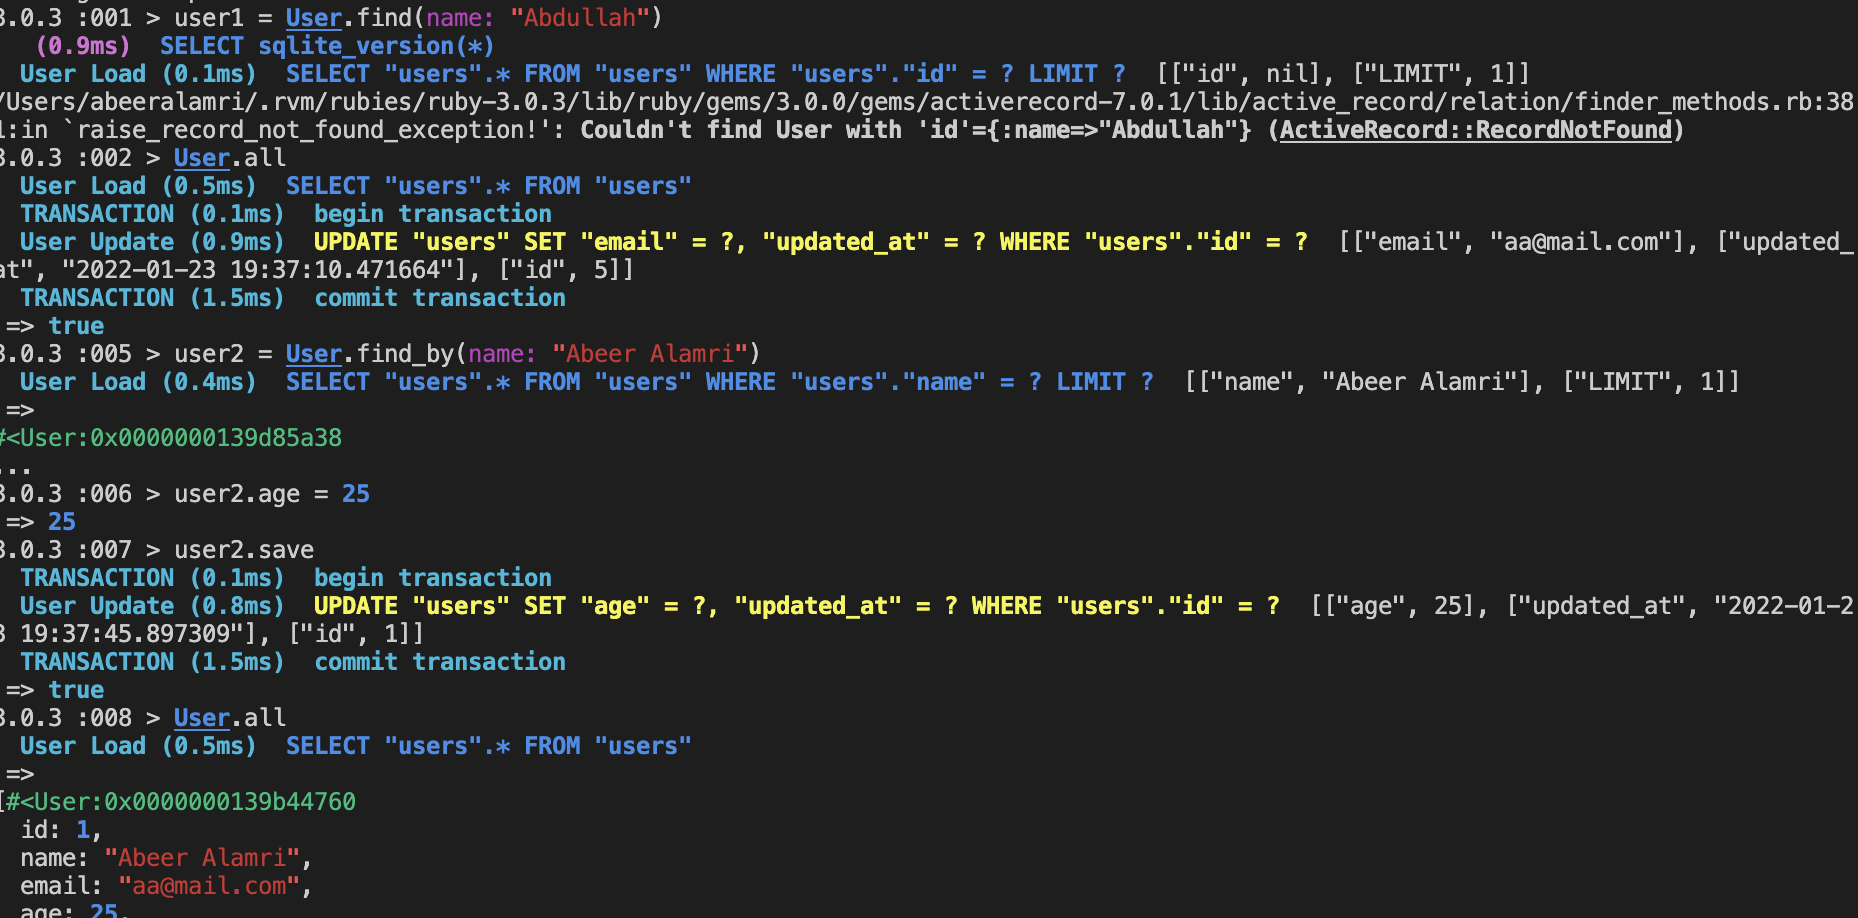 3.0.3 :001 > user1 = User.find(name: "Abdullah")
(0.9ms)  SELECT sqlite_version(*)
User Load (0.1ms)  SELECT "users".* FROM "users" WHERE "users"."id" = ? LIMIT ?  [["id", nil], ["LIMIT", 1]]
/Users/abeeralamri/.rvm/rubies/ruby-3.0.3/lib/ruby/gems/3.0.0/gems/activerecord-7.0.1/lib/active_record/relation/finder_methods.rb:38
1:in `raise_record_not_found_exception!': Couldn't find User with 'id'={:name=>"Abdullah"} (ActiveRecord::RecordNotFound)
3.0.3 :002 > User.all
User Load (0.5ms)  SELECT "users".* FROM "users"
TRANSACTION (0.1ms)  begin transaction
User Update (0.9ms)  UPDATE "users" SET "email" = ?, "updated_at" = ? WHERE "users"."id" = ?  [["email", "aa@mail.com"], ["updated_
at", "2022-01-23 19:37:10.471664"], ["id", 5]]
TRANSACTION (1.5ms)  commit transaction
=> true
3.0.3 :005 > user2 = User.find_by(name: "Abeer Alamri")
User Load (0.4ms)  SELECT "users".* FROM "users" WHERE "users"."name" = ? LIMIT ?  [["name", "Abeer Alamri"], ["LIMIT", 1]]
=>
#<User:0x0000000139d85a38
...
3.0.3 :006 > user2.age = 25
=> 25
3.0.3 :007 > user2.save
TRANSACTION (0.1ms)  begin transaction
User Update (0.8ms)  UPDATE "users" SET "age" = ?, "updated_at" = ? WHERE "users"."id" = ?  [["age", 25], ["updated_at", "2022-01-2
3 19:37:45.897309"], ["id", 1]]
TRANSACTION (1.5ms)  commit transaction
=> true
3.0.3 :008 > User.all
User Load (0.5ms)  SELECT "users".* FROM "users"
=>
[#<User:0x0000000139b44760
id: 1,
name: "Abeer Alamri",
email: "aa@mail.com",
age: 25,